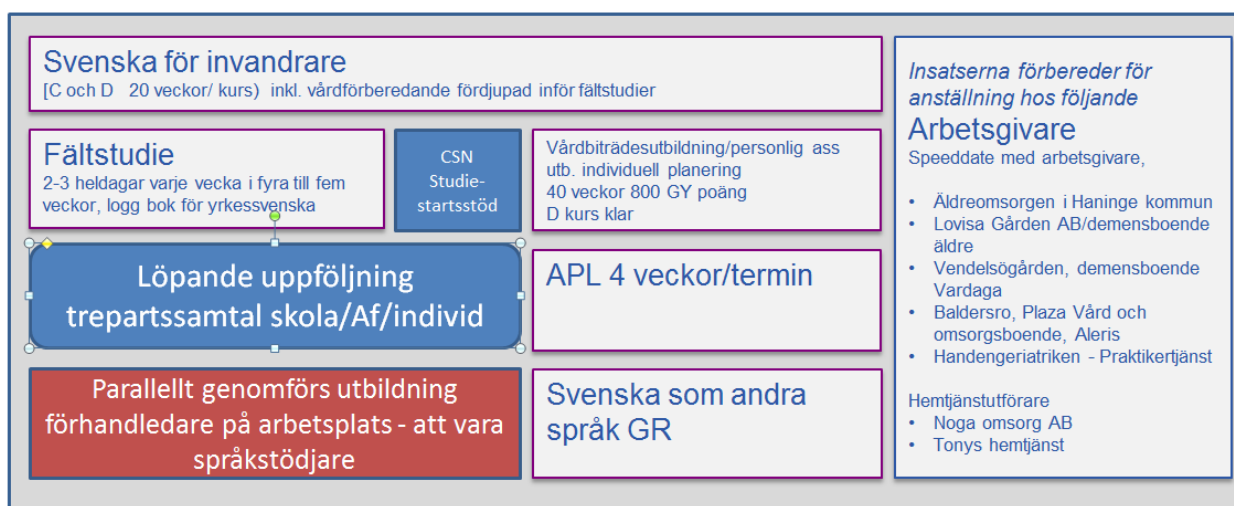 Svenska för invandrare
[C och D 20 veckor/ kurs) inkl. vårdförberedande fördjupad inför fältstudier
Fältstudie
2-3 heldagar varje vecka i fyra till fem
veckor, logg bok för yrkessvenska
CSN
Studie-
startsstöd
Vårdbiträdesutbildning/personlig ass
utb. individuell planering
40 veckor 800 GY poäng
D kurs klar
Löpande uppföljning
trepartssamtal skola/Af/individ
APL 4 veckor/termin
Parallellt genomförs utbildning
förhandledare på arbetsplats - att vara
språkstödjare
Svenska som andra
språk GR
Insatserna förbereder för
anställning hos följande
Arbetsgivare
Speeddate med arbetsgivare,
• Äldreomsorgen i Haninge kommun
• Lovisa Gården AB/demensboende
äldre
• Vendelsögården, demensboende
Vardaga
• Baldersro, Plaza Vård och
omsorgsboende, Aleris
• Handengeriatriken - Praktikertjänst
Hemtjänstutförare
• Noga omsorg AB
• Tonys hemtjänst